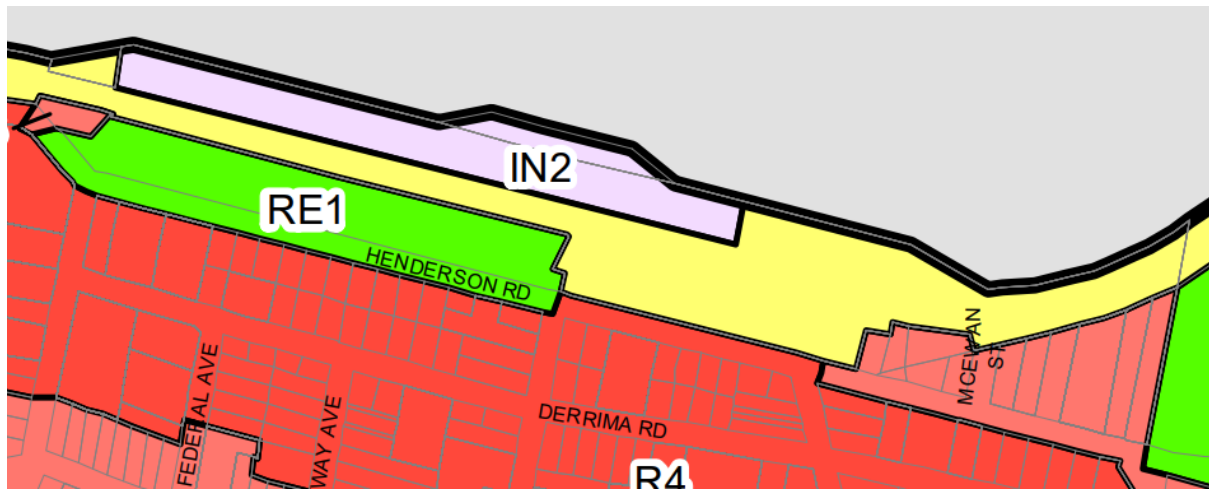 IN2
RE1
HENDERSON RD
MCEWAN
ST
FEDERAL AVE
WAY AVE
DERRIMA RD
R4